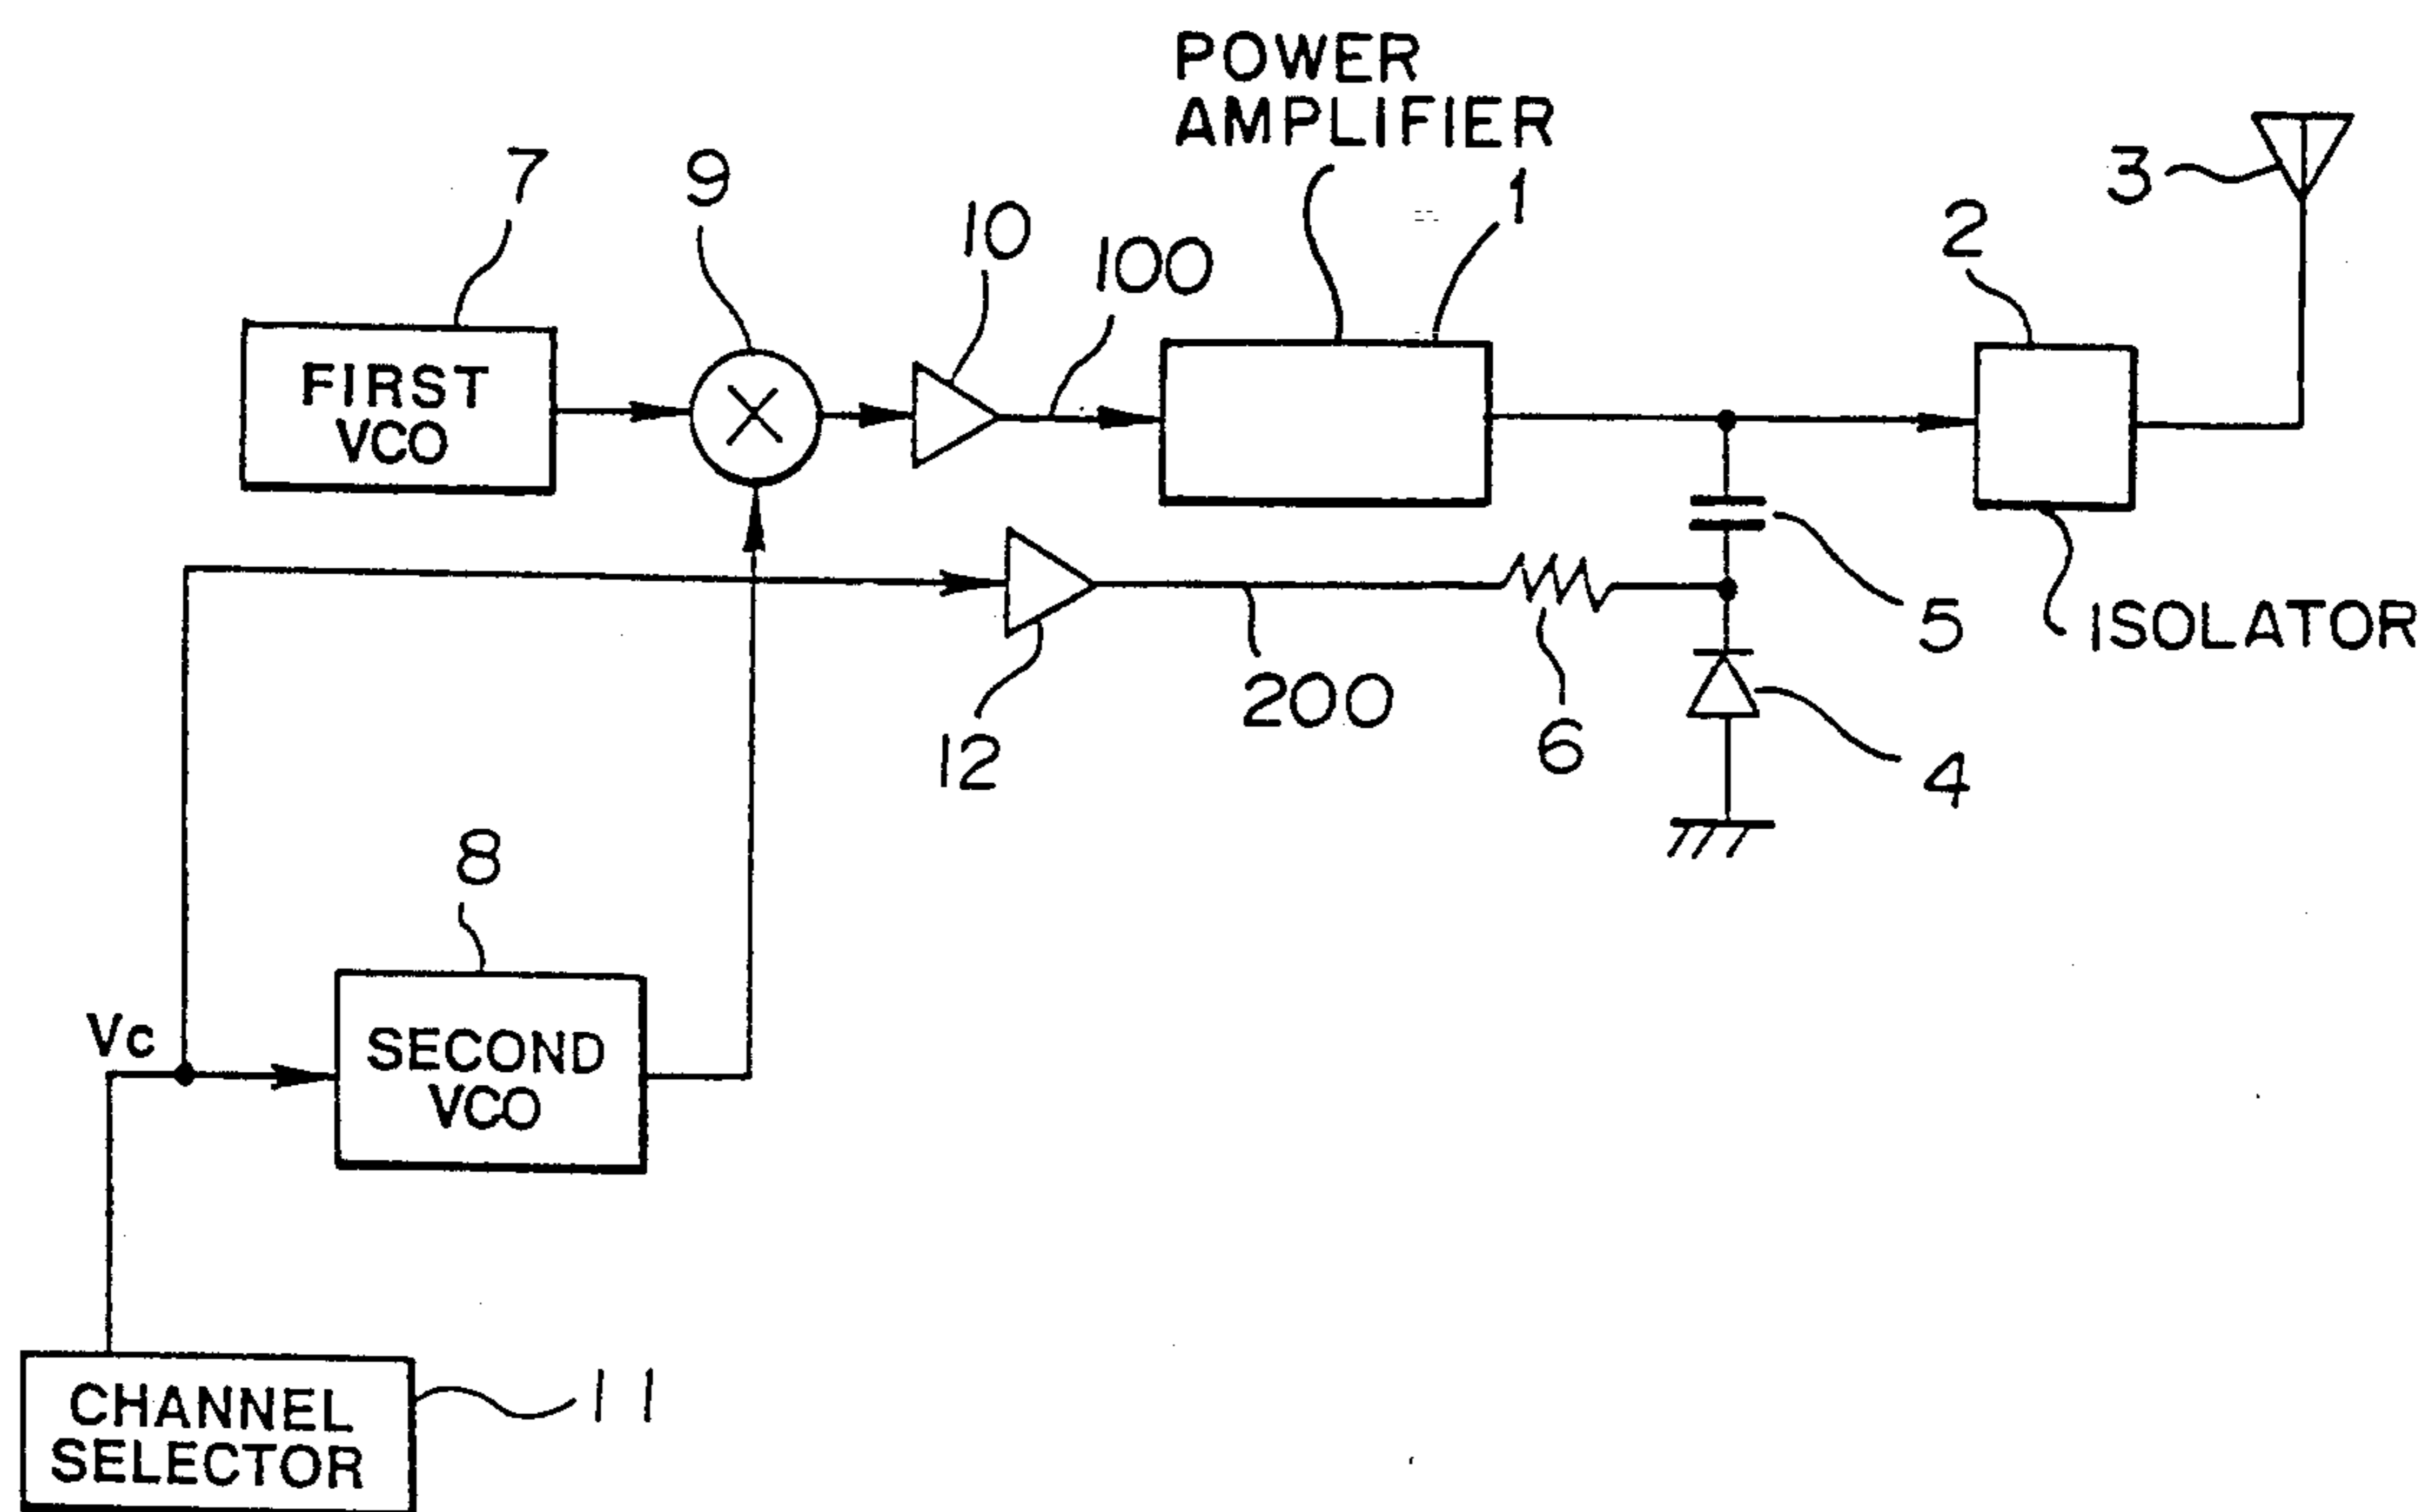 POWER
AMPLIFIER
7
9
10
100
1
2
3
FIRST
VCO
5
ISOLATOR
200
6
12
4
8
Vc
SECOND
VCO
CHANNEL
SELECTOR
11